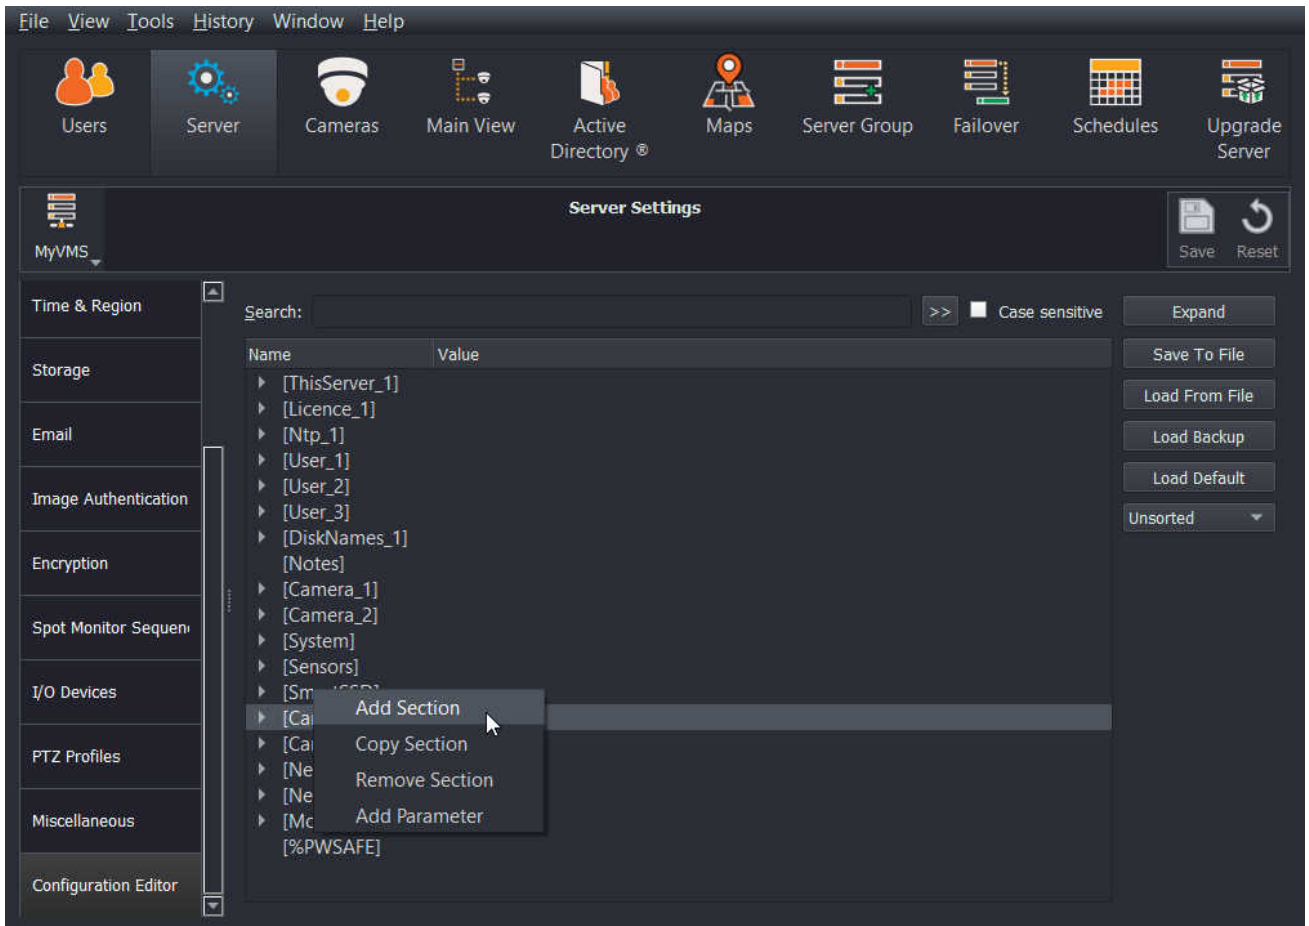 File View Tools History Window Help
Users Server Cameras Main View Active Maps Server Group Failover Schedules Upgrade
Directory ® Server
Server Settings
MyVMS Save Reset
Time & Region
Search: >> Case sensitive Expand
Name Value Save To File
Storage
[ThisServer_1]
Load From File
[Licence_1]
Email
[Ntp_1]
Load Backup
[User_1]
[User_2]
Load Default
Image Authentication
[User_3]
Unsorted
[DiskNames_1]
Encryption
[Notes]
[Camera_1]
[Camera_2]
Spot Monitor Sequen
[System]
[Sensors]
I/O Devices
Add Section
Copy Section
PTZ Profiles
Remove Section
Add Parameter
Miscellaneous
[%PWSAFE]
Configuration Editor